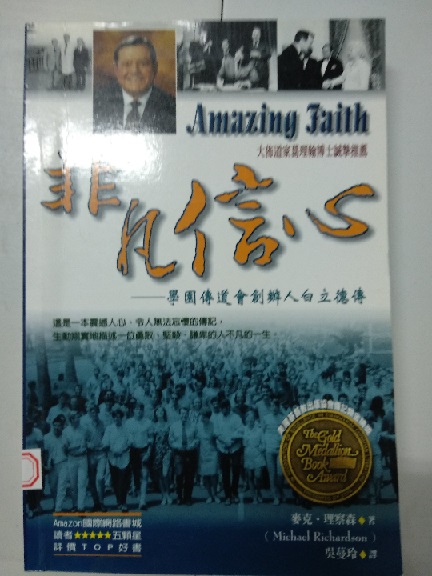 Amazing Faith
大佈道家葛理翰博士誠摯推薦
非凡信心
——學園傳道會創辦人白立德傳
這是一本震撼人心、令人無法忘懷的傳記，
生動寫實地描述一位勇敢、堅毅、謙卑的人不凡的一生。
The Gold
Medallion
Book
Award
Amazon國際網路書城
讀者★★★★★五顆星
評價TOP好書
麥克・理察森◆著
( Michael Richardson )
吳蔓玲◆譯